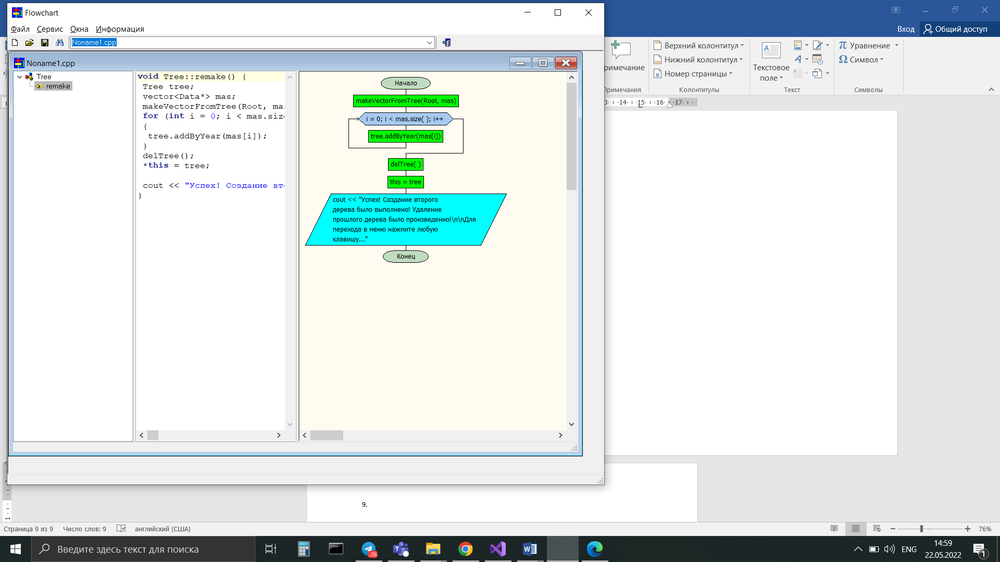 Flowchart
Файл Сервис Окна Информация
Noname1.cpp
Noname1.cpp
Tree
remake
void Tree::remake() {
Tree tree;
vector<Data*> mas;
makeVectorFromTree(Root, ma
for (int i = 0; i < mas.siz
{
tree.addByYear(mas[i]);
}
delTree();
*this = tree;
cout << "Успех! Создание вт
}
Начало
makeVectorFromTree(Root, mas)
i = 0; i < mas.size( ); i++
tree.addByYear(mas[i])
delTree( )
this = tree
cout << "Успех! Создание второго
дерева было выполнено! Удаление
прошлого дерева было произведенно!\n\nДля
перехода в меню нажмите любую
клавишу..."
Конец
Вход Общий доступ
римечание
Верхний колонтитул
Нижний колонтитул
Номер страницы
Текстовое
поле
Уравнение
Символ
римечания Колонтитулы Текст Символы
3 · 14 · 15 · 16 · 17
9.
Страница 9 из 9 Число слов: 9 английский (США) 76%
Введите здесь текст для поиска
..06
ENG
14:59
22.05.2022
1